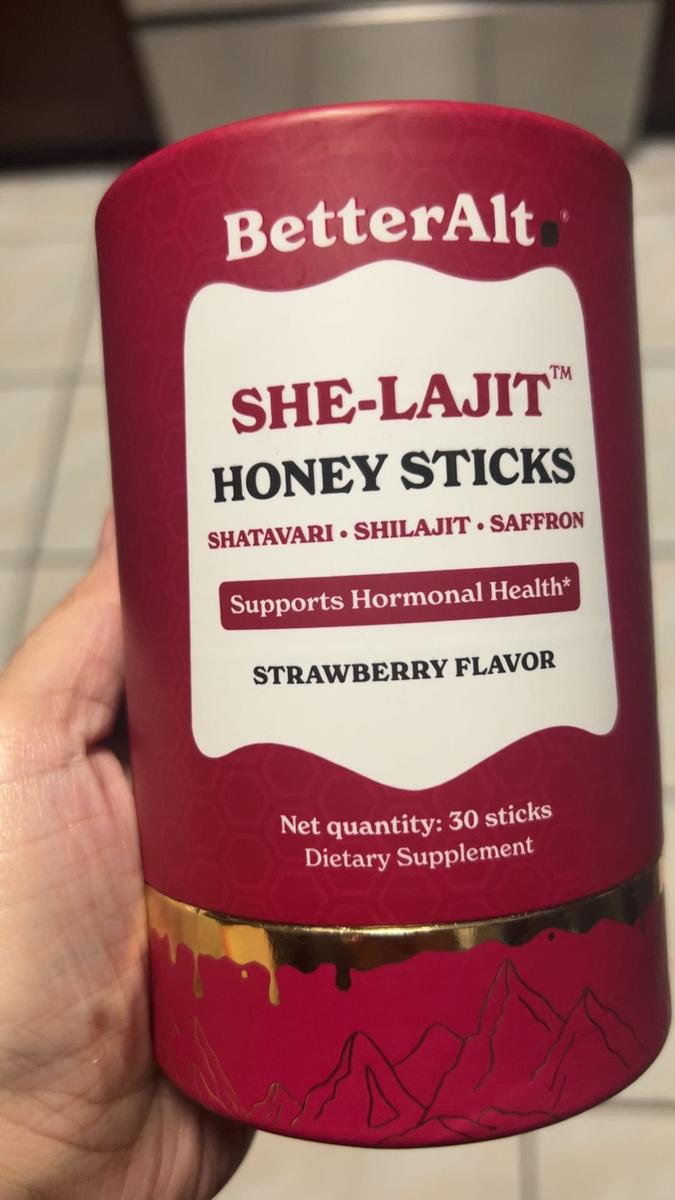 BetterAlt.®
SHE-LAJIT™
HONEY STICKS
SHATAVARI • SHILAJIT • SAFFRON
Supports Hormonal Health*
STRAWBERRY FLAVOR
Net quantity: 30 sticks
Dietary Supplement